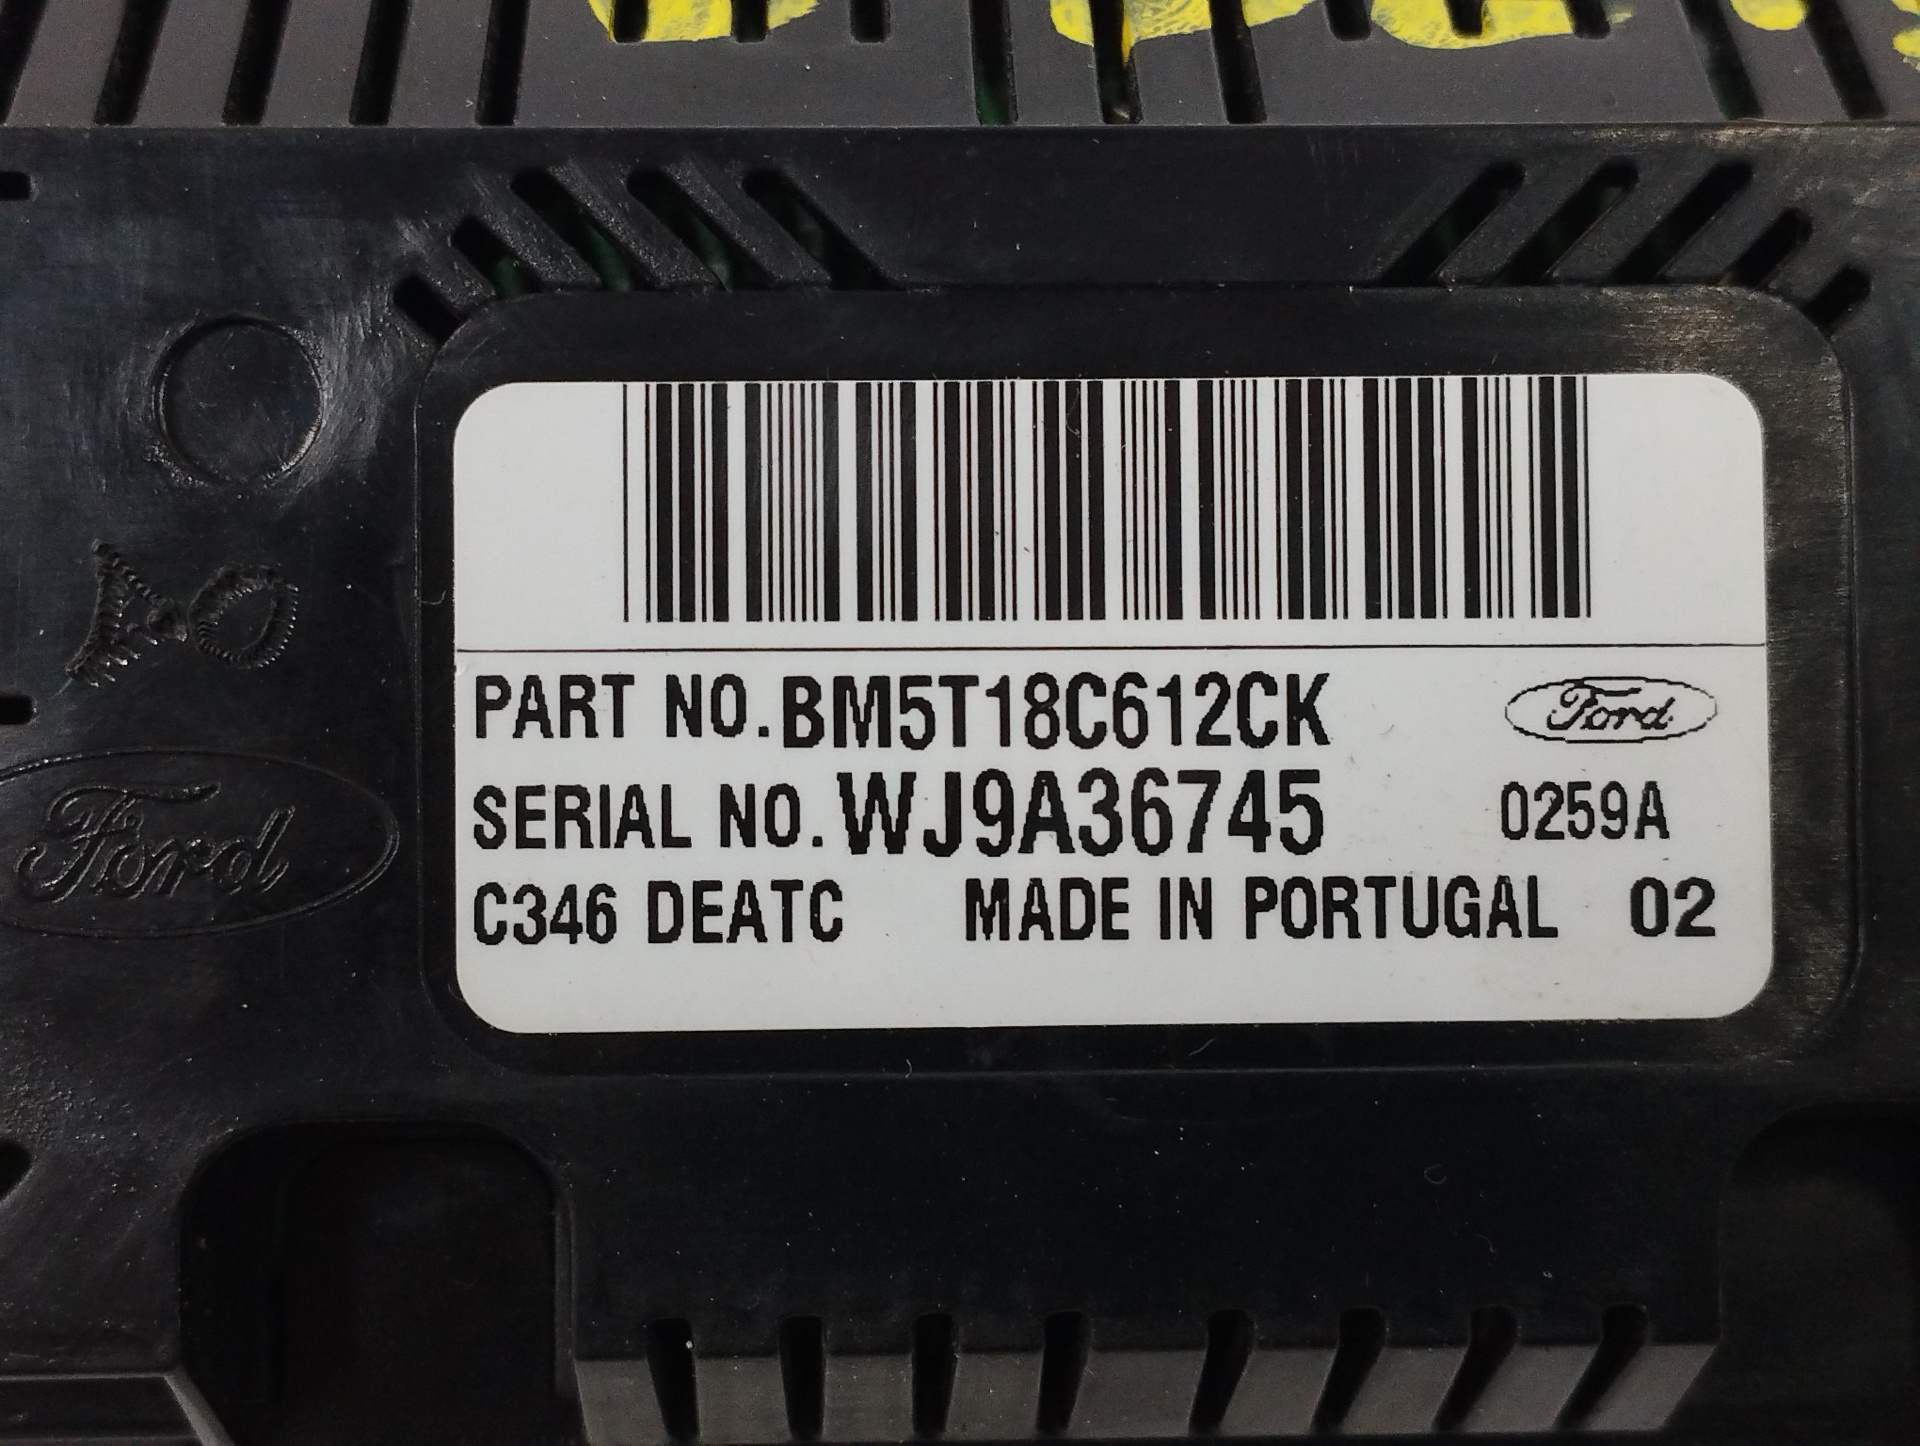 PART NO. BM5T18C612CK Ford
SERIAL NO. WJ9A36745 0259A
C346 DEATC MADE IN PORTUGAL 02
Ford